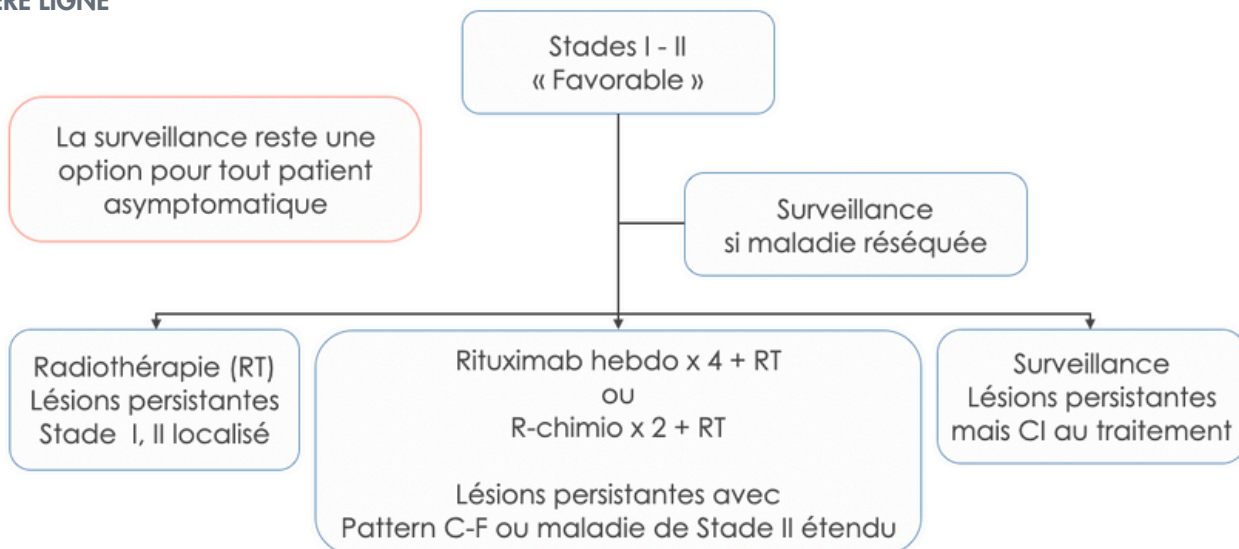 LIGNE
Stades I - II
« Favorable »
La surveillance reste une
option pour tout patient
asymptomatique
Surveillance
si maladie réséquée
Radiothérapie (RT)
Lésions persistantes
Stade I, II localisé
Rituximab hebdo x 4 + RT
ou
R-chimio x 2 + RT
Lésions persistantes avec
Pattern C-F ou maladie de Stade II étendu
Surveillance
Lésions persistantes
mais CI au traitement